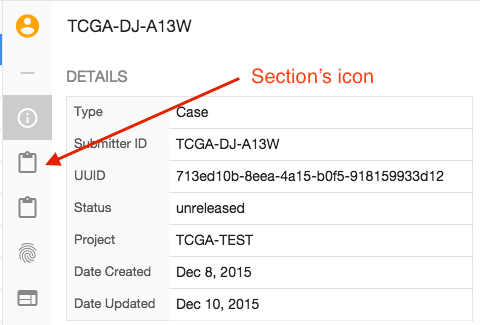 TCGA-DJ-A13W
DETAILS
Section's icon
Type Case
Submitter ID TCGA-DJ-A13W
UUID 713ed10b-8eea-4a15-b0f5-918159933d12
Status unreleased
Project TCGA-TEST
Date Created Dec 8, 2015
Date Updated Dec 10, 2015